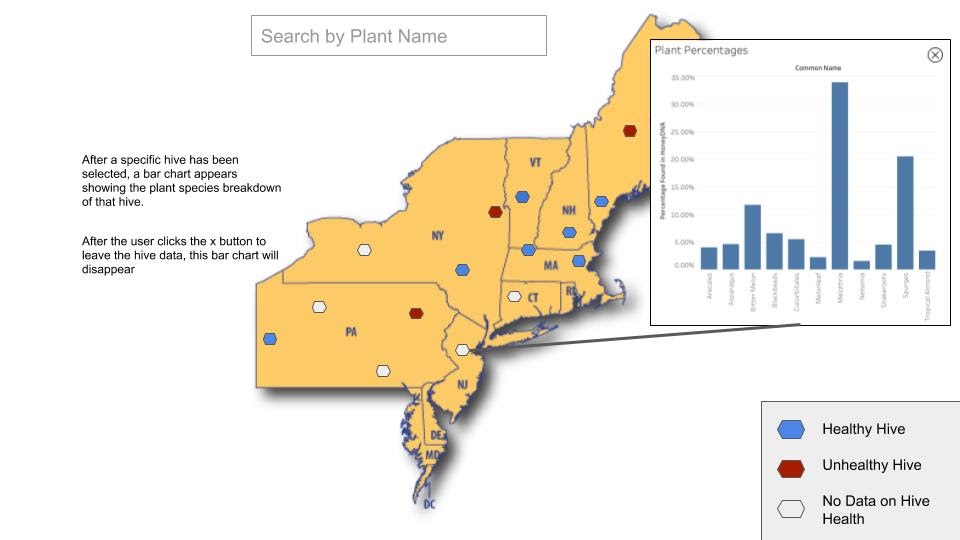 Search by Plant Name
Plant Percentages
Common Name
35.00%
30.00%
25.00%
20.00%
15.00%
10.00%
5.00%
0.00%
Percentage Found in HoneyDNA
Arecales
Asparagus
Bitter Melon
Blackbeads
Cucurbitales
Melonleaf
Melothria
Nelsonia
Snakeroots
Spurges
Tropical Almond
After a specific hive has been
selected, a bar chart appears
showing the plant species breakdown
of that hive.
After the user clicks the x button to
leave the hive data, this bar chart will
disappear
VT
NH
NY
MA
CT
RI
PA
NJ
DE
MD
DC
Healthy Hive
Unhealthy Hive
No Data on Hive
Health